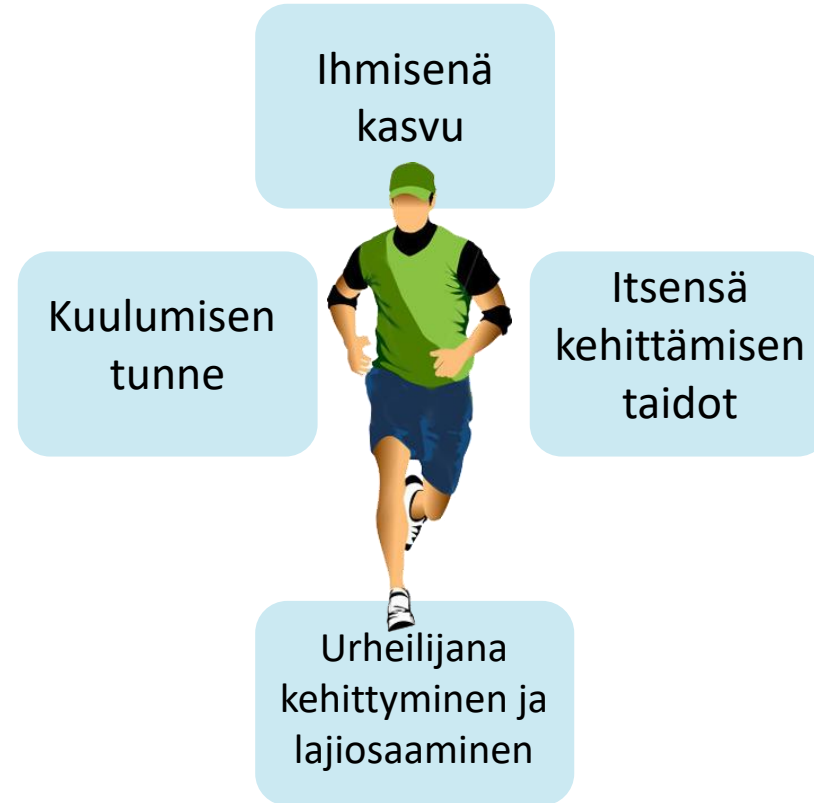 Ihmisenä
kasvu
Kuulumisen
tunne
Itsensä
kehittämisen
taidot
Urheilijana
kehittyminen ja
lajiosaaminen